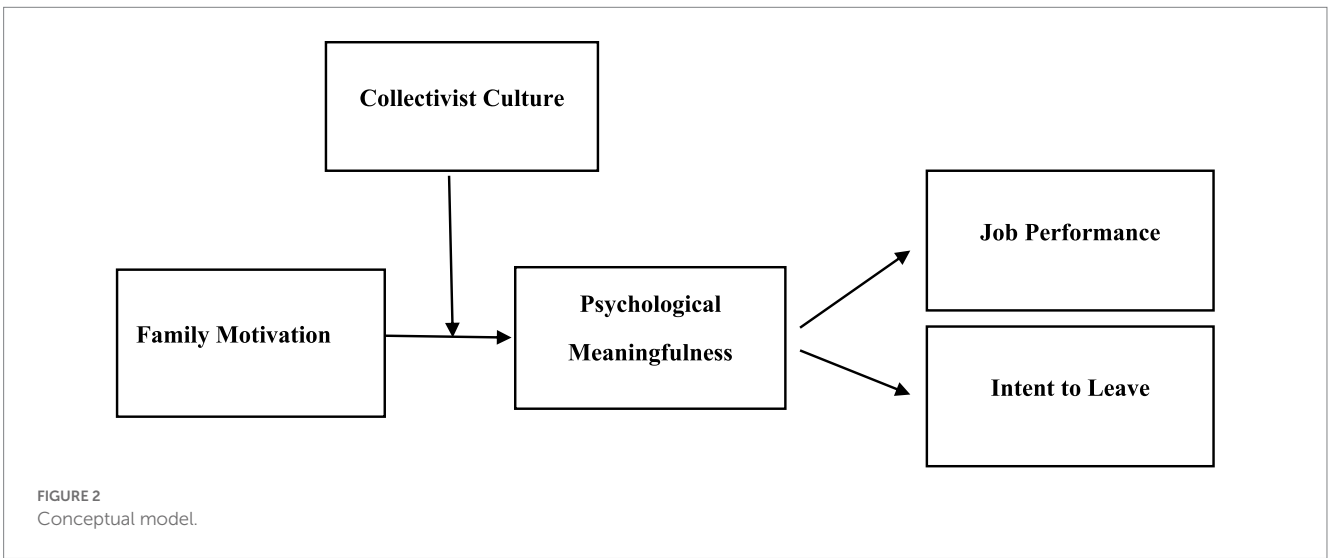 Collectivist Culture
Job Performance
Family Motivation
Psychological
Meaningfulness
Intent to Leave
FIGURE 2
Conceptual model.